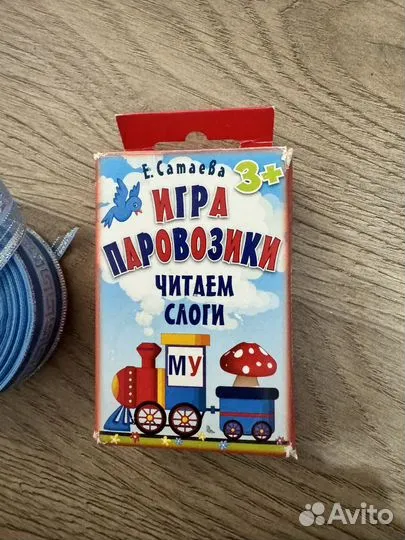 Е. Сатаева
3+
ИГРА
ПАРОВОЗИКИ
ЧИТАЕМ
СЛОГИ
МУ
Avito